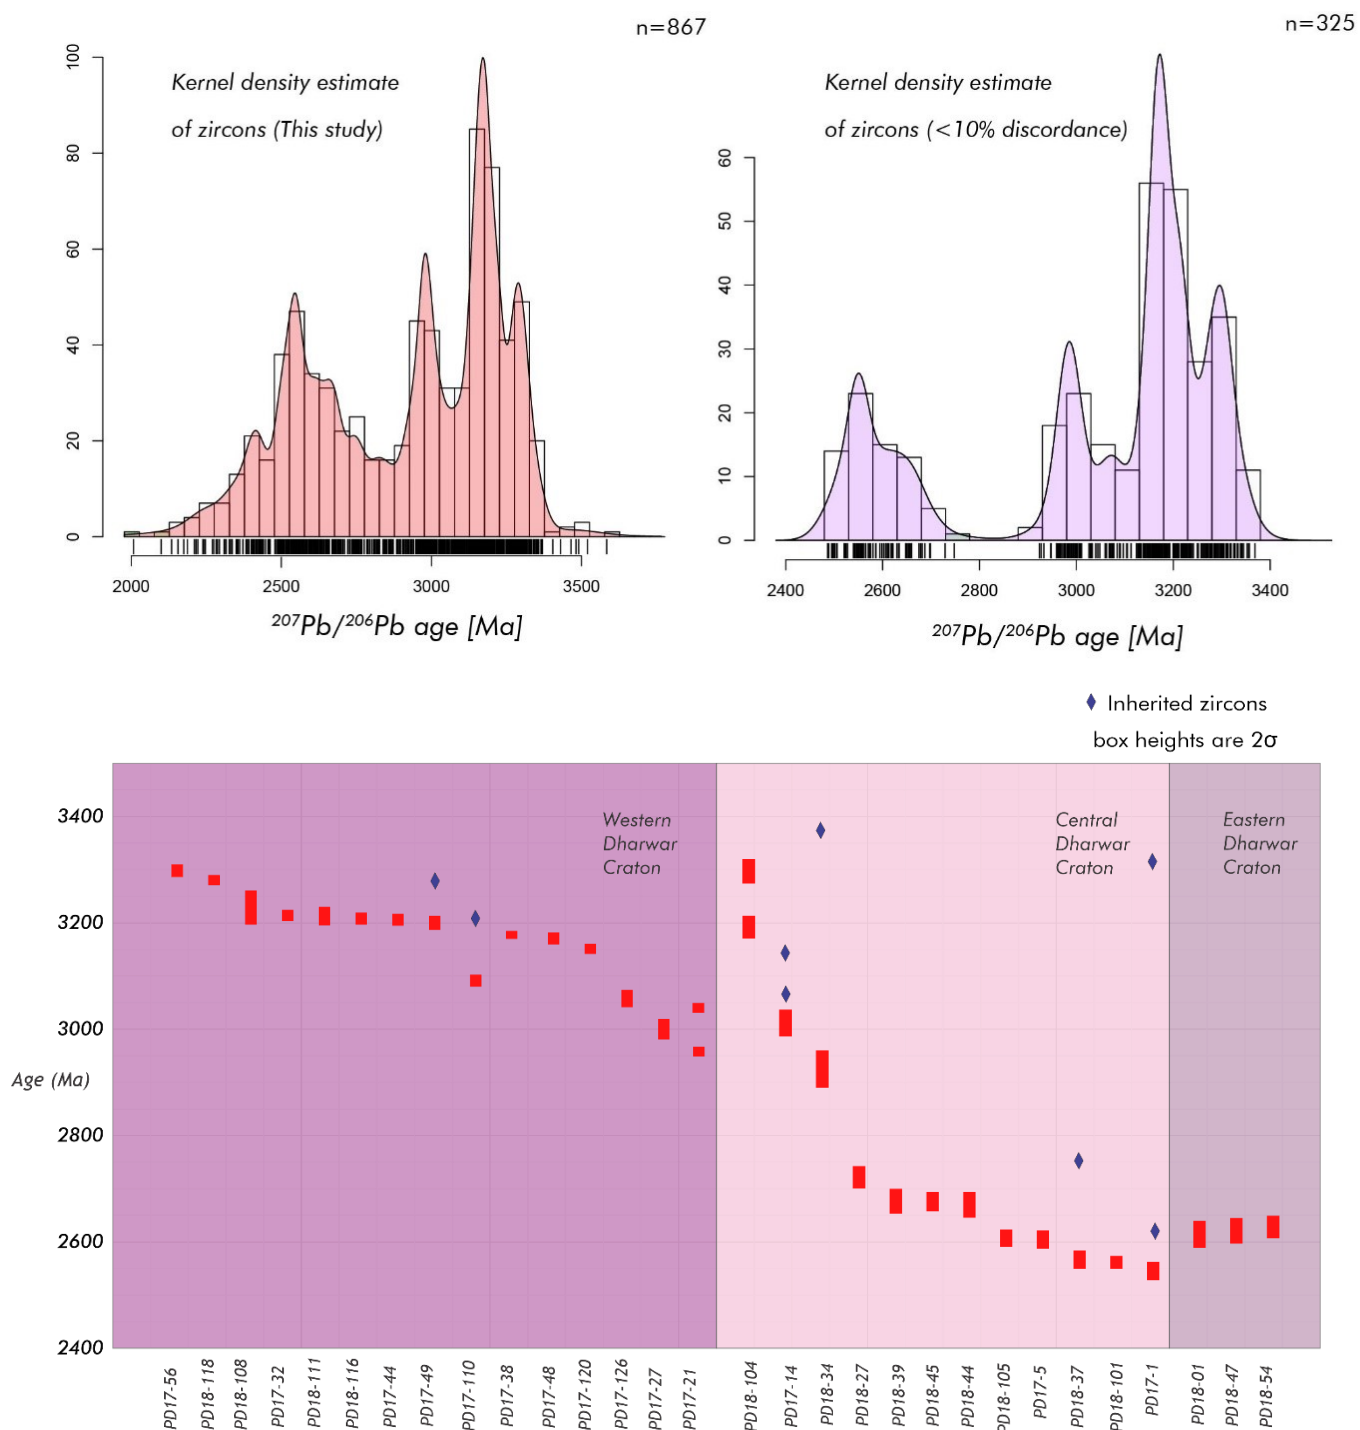 n=867
n=325
Kernel density estimate
of zircons (This study)
Kernel density estimate
of zircons (<10% discordance)
100
80
60
40
20
0
60
50
40
30
20
10
0
2000 2500 3000 3500
2400 2600 2800 3000 3200 3400
²⁰⁷Pb/²⁰⁶Pb age [Ma]
²⁰⁷Pb/²⁰⁶Pb age [Ma]
Inherited zircons
box heights are 2σ
Western
Dharwar
Craton
Central
Dharwar
Craton
Eastern
Dharwar
Craton
3400
3200
3000
Age (Ma)
2800
2600
2400
PD17-56
PD18-118
PD18-108
PD17-32
PD18-111
PD18-116
PD17-44
PD17-49
PD17-110
PD17-38
PD17-48
PD17-120
PD17-126
PD17-27
PD17-21
PD18-104
PD17-14
PD18-34
PD18-27
PD18-39
PD18-45
PD18-44
PD18-105
PD17-5
PD18-37
PD18-101
PD17-1
PD18-01
PD18-47
PD18-54